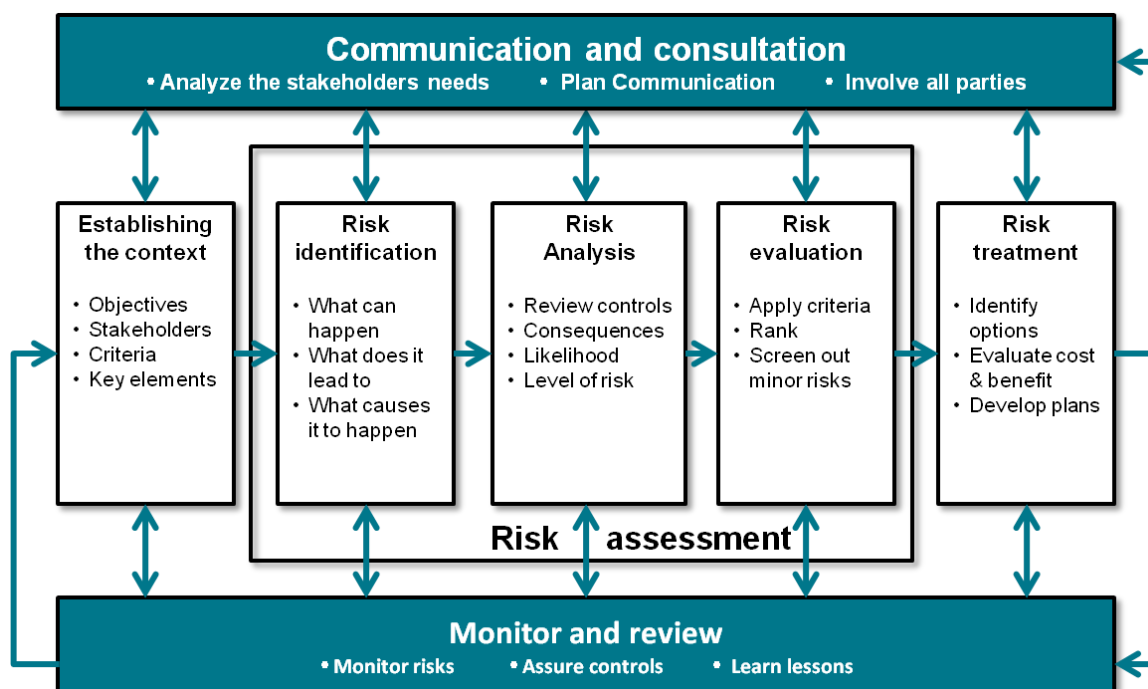 Communication and consultation
• Analyze the stakeholders needs • Plan Communication • Involve all parties
Establishing
the context
• Objectives
• Stakeholders
• Criteria
• Key elements
Risk
identification
• What can
happen
• What does it
lead to
• What causes
it to happen
Risk
Analysis
• Review controls
• Consequences
• Likelihood
• Level of risk
Risk
evaluation
• Apply criteria
• Rank
• Screen out
minor risks
Risk
treatment
• Identify
options
• Evaluate cost
& benefit
• Develop plans
Risk assessment
Monitor and review
• Monitor risks • Assure controls • Learn lessons